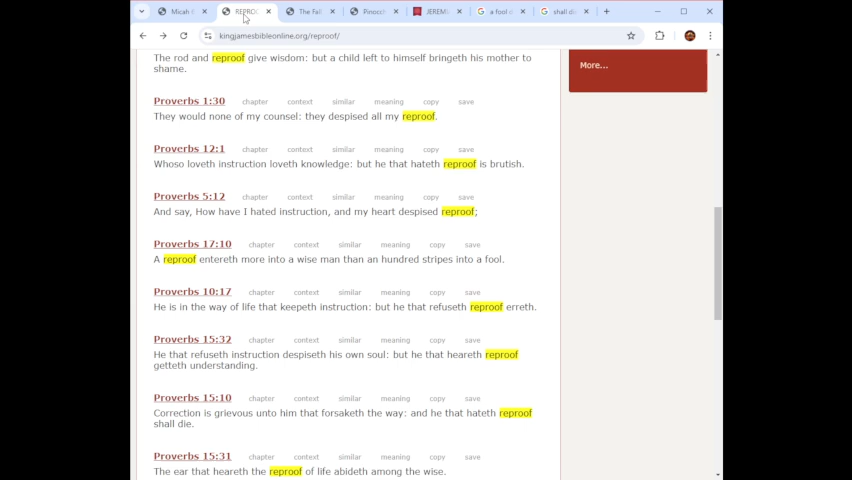 Micah 
REPROO
The Fall
Pinocchi
JEREMI
a fool d
shall di
kingjamesbibleonline.org/reproof/
The rod and reproof give wisdom: but a child left to himself bringeth his mother to
shame.
More...
Proverbs 1:30 chapter context similar meaning copy save
They would none of my counsel: they despised all my reproof.
Proverbs 12:1 chapter context similar meaning copy save
Whoso loveth instruction loveth knowledge: but he that hateth reproof is brutish.
Proverbs 5:12 chapter context similar meaning copy save
And say, How have I hated instruction, and my heart despised reproof;
Proverbs 17:10 chapter context similar meaning copy save
A reproof entereth more into a wise man than an hundred stripes into a fool.
Proverbs 10:17 chapter context similar meaning copy save
He is in the way of life that keepeth instruction: but he that refuseth reproof erreth.
Proverbs 15:32 chapter context similar meaning copy save
He that refuseth instruction despiseth his own soul: but he that heareth reproof
getteth understanding.
Proverbs 15:10 chapter context similar meaning copy save
Correction is grievous unto him that forsaketh the way: and he that hateth reproof
shall die.
Proverbs 15:31 chapter context similar meaning copy save
The ear that heareth the reproof of life abideth among the wise.